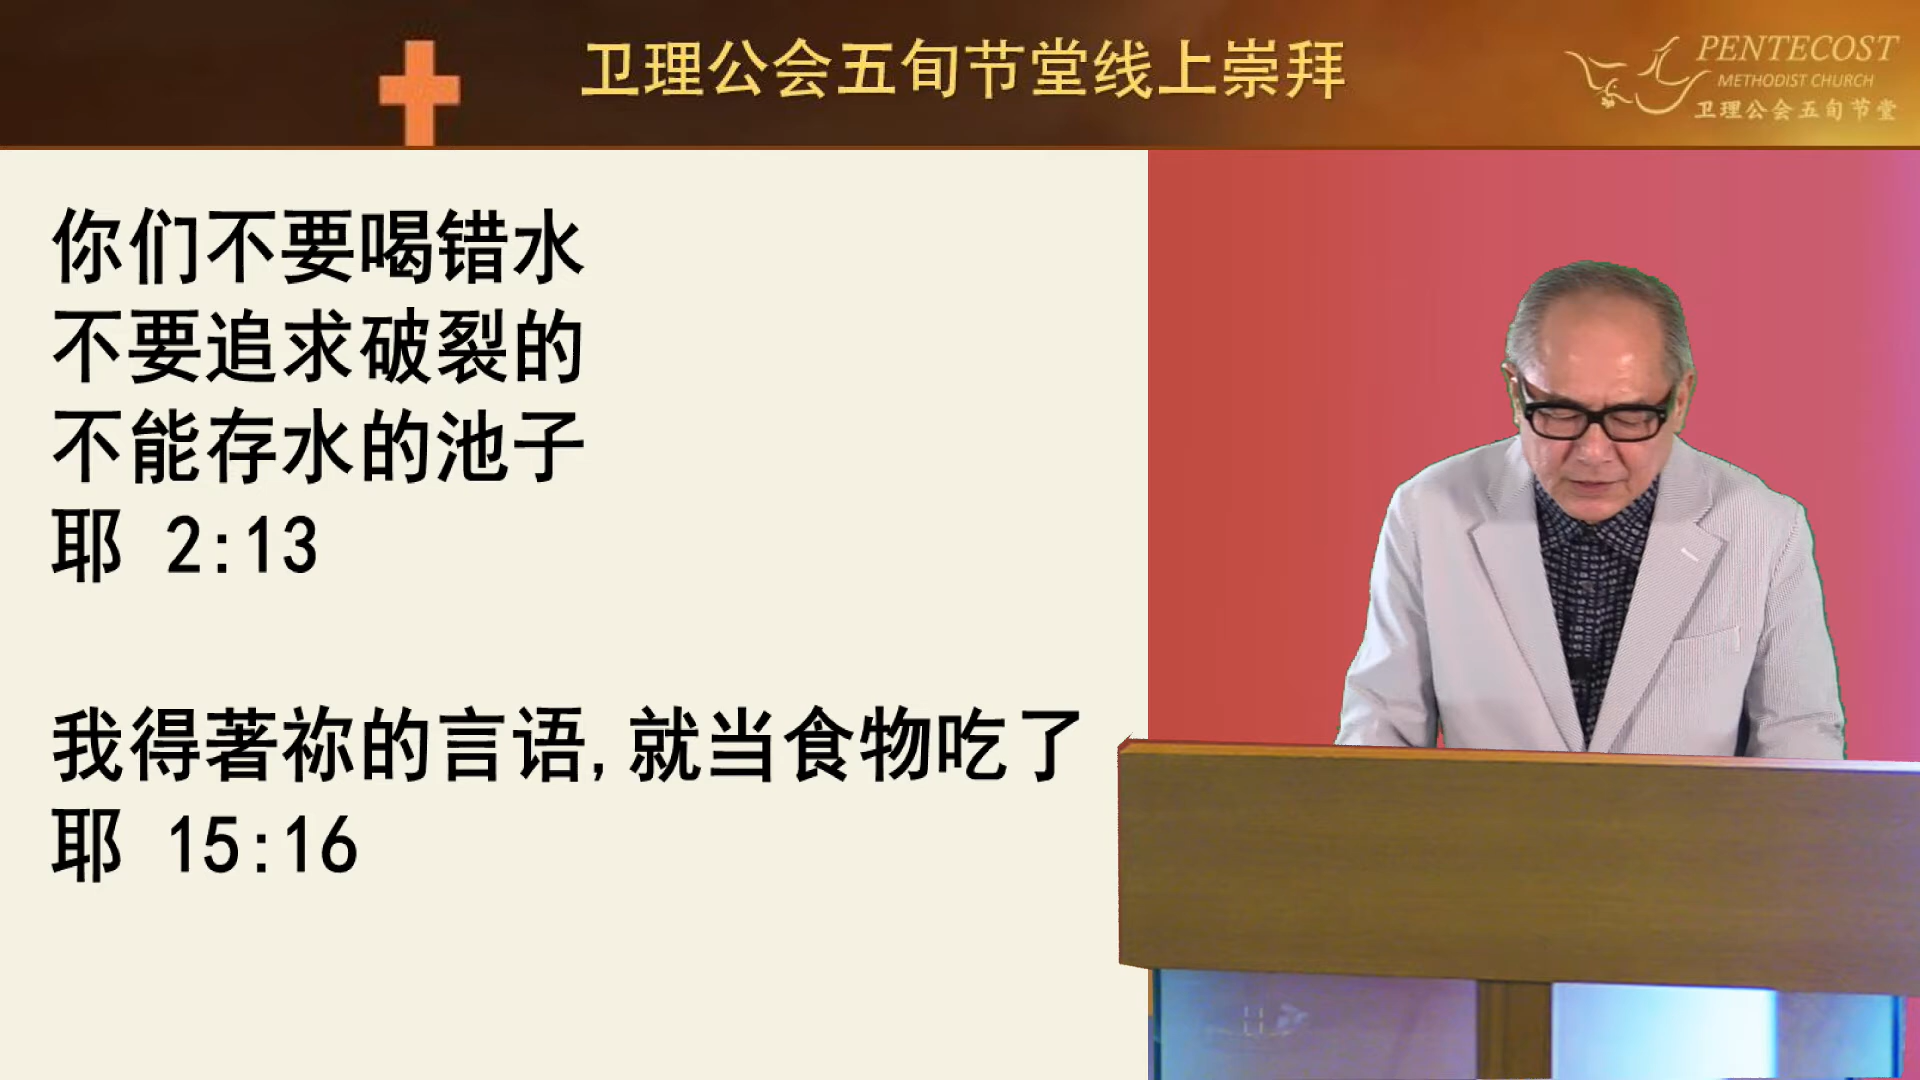 卫理公会五旬节堂线上崇拜
PENTECOST
METHODIST CHURCH
卫理公会五旬节堂
你们不要喝错水
不要追求破裂的
不能存水的池子
耶 2:13
我得著祢的言语,就当食物吃了
耶 15:16